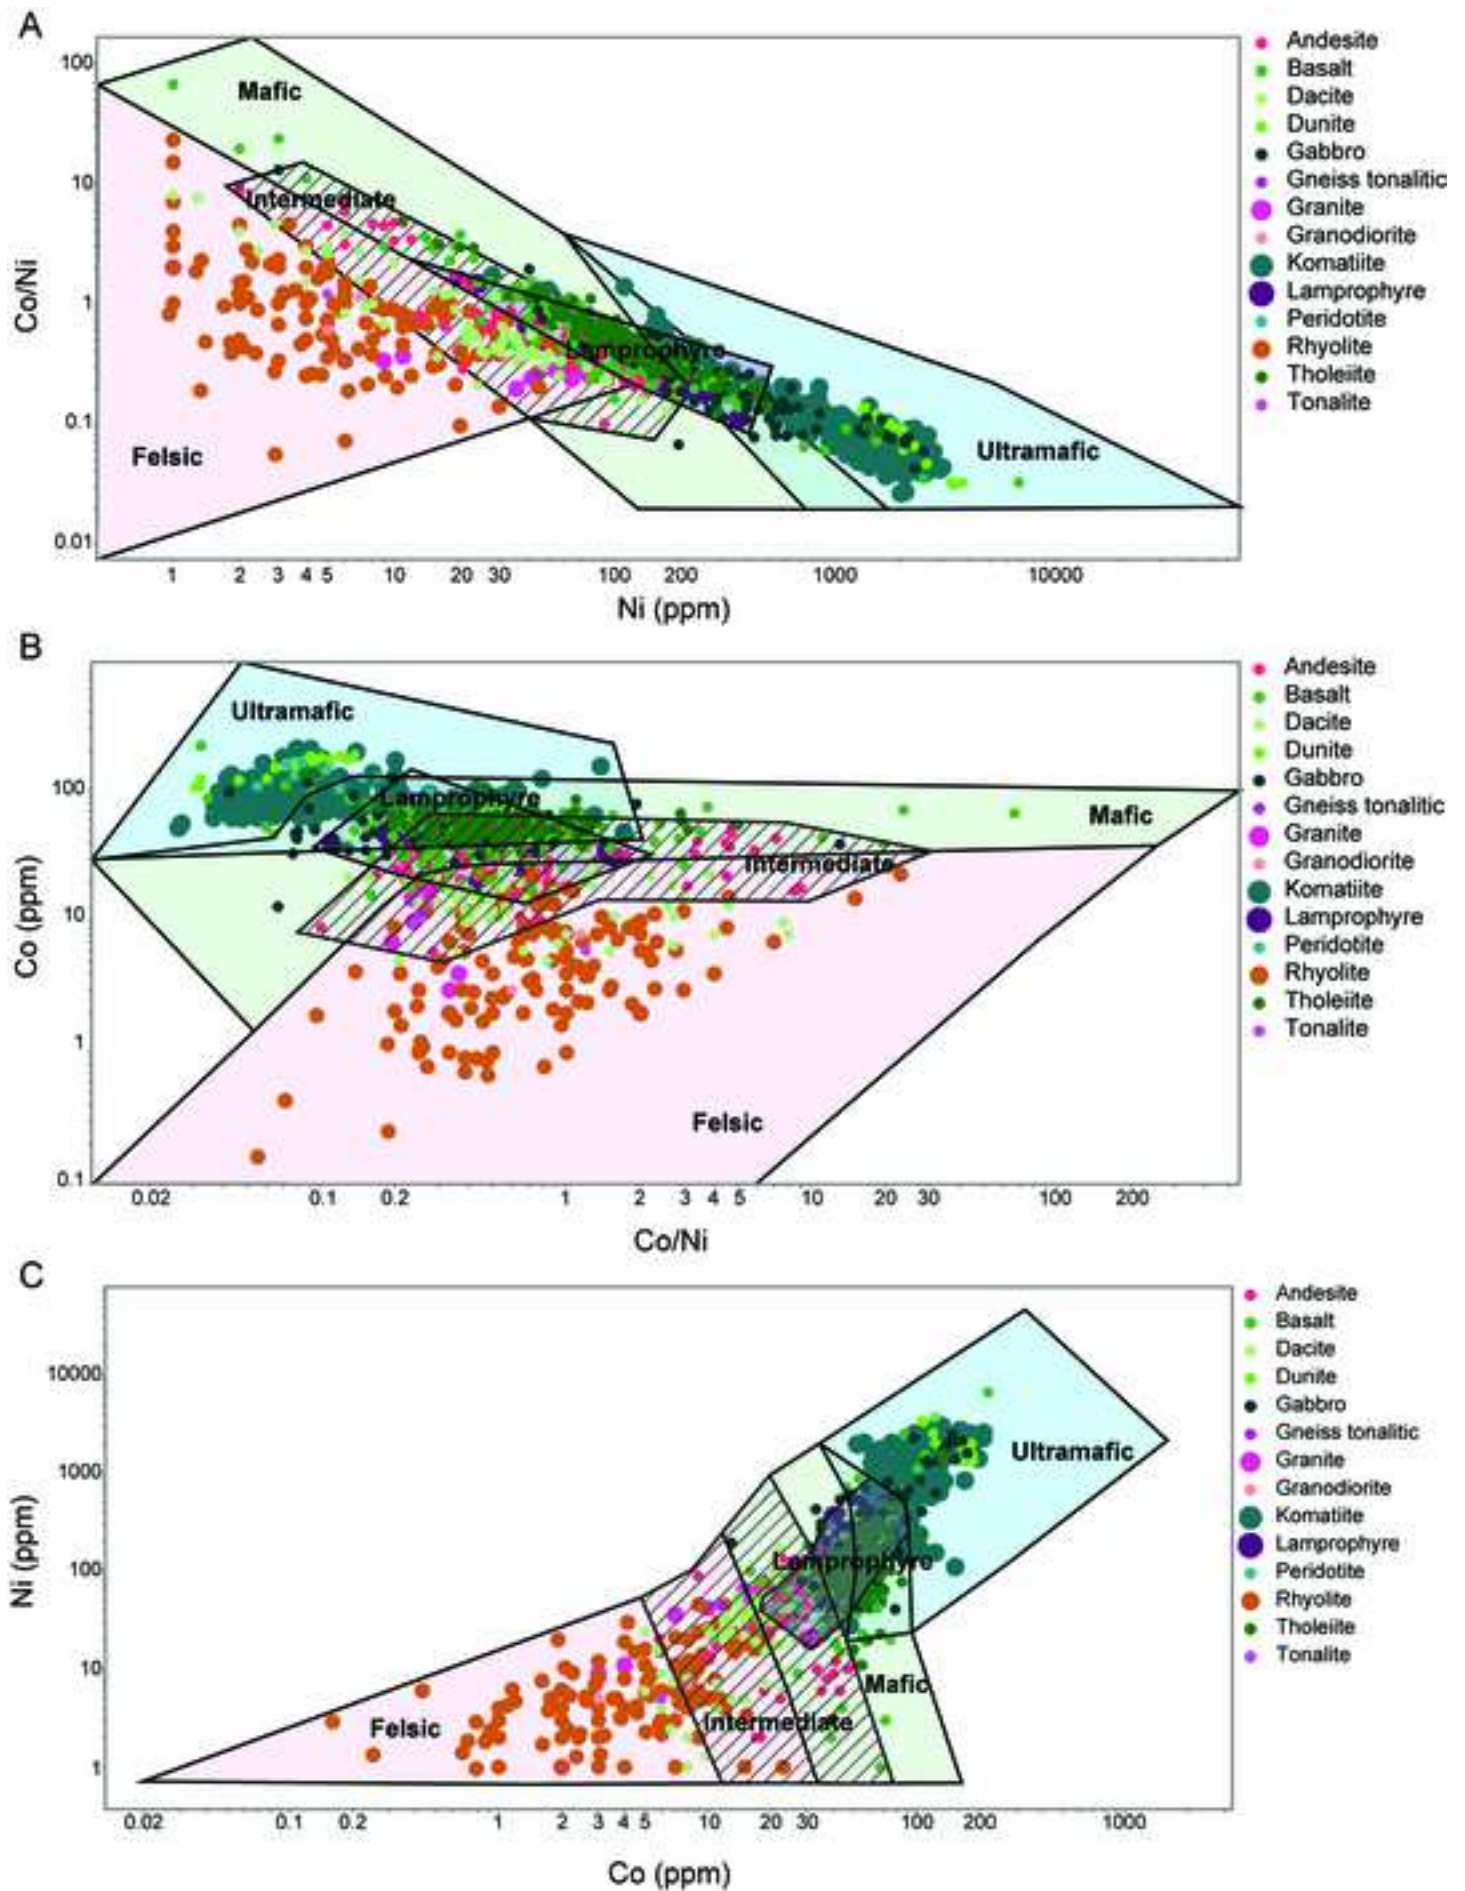 A
Andesite
Basalt
Dacite
Dunite
Gabbro
Gneiss tonalitic
Granite
Granodiorite
Komatiite
Lamprophyre
Peridotite
Rhyolite
Tholeiite
Tonalite
100
10
1
0.1
0.01
Co/Ni
Mafic
Intermediate
Lamprophyre
Felsic
Ultramafic
1 2 3 4 5 10 20 30 100 200 1000 10000
Ni (ppm)
B
Andesite
Basalt
Dacite
Dunite
Gabbro
Gneiss tonalitic
Granite
Granodiorite
Komatiite
Lamprophyre
Peridotite
Rhyolite
Tholeiite
Tonalite
100
10
1
0.1
Co (ppm)
Ultramafic
Lamprophyre
Mafic
Intermediate
Felsic
0.02 0.1 0.2 1 2 3 4 5 10 20 30 100 200
Co/Ni
C
Andesite
Basalt
Dacite
Dunite
Gabbro
Gneiss tonalitic
Granite
Granodiorite
Komatiite
Lamprophyre
Peridotite
Rhyolite
Tholeiite
Tonalite
10000
1000
100
10
1
Ni (ppm)
Ultramafic
Lamprophyre
Mafic
Intermediate
Felsic
0.02 0.1 0.2 1 2 3 4 5 10 20 30 100 200 1000
Co (ppm)